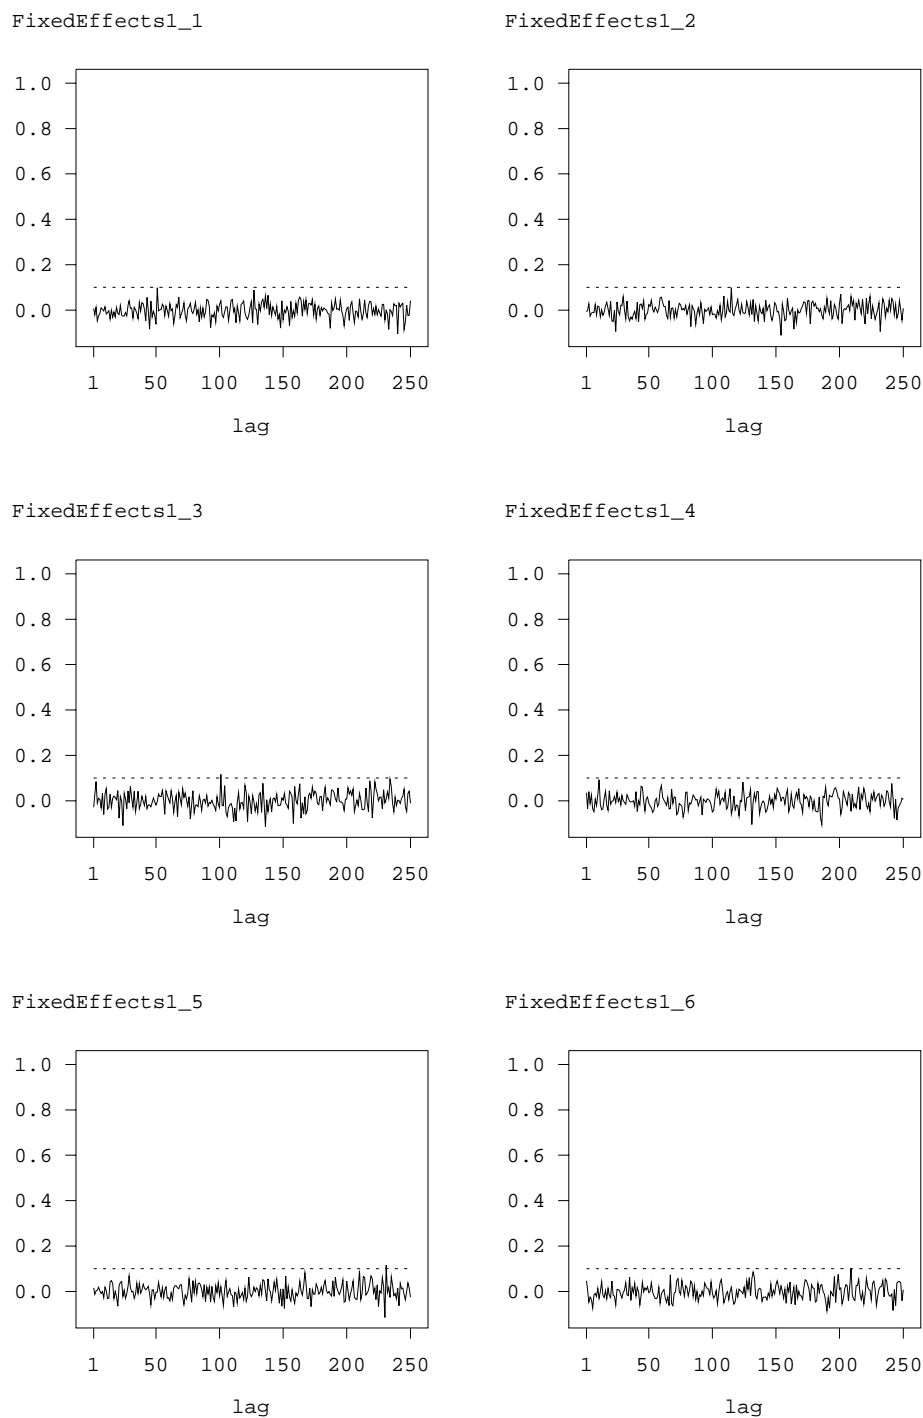 FixedEffects1_1 FixedEffects1_2
1.0 1.0
0.8 0.8
0.6 0.6
0.4 0.4
0.2 0.2
0.0 0.0
1 50 100 150 200 250 1 50 100 150 200 250
lag lag
FixedEffects1_3 FixedEffects1_4
1.0 1.0
0.8 0.8
0.6 0.6
0.4 0.4
0.2 0.2
0.0 0.0
1 50 100 150 200 250 1 50 100 150 200 250
lag lag
FixedEffects1_5 FixedEffects1_6
1.0 1.0
0.8 0.8
0.6 0.6
0.4 0.4
0.2 0.2
0.0 0.0
1 50 100 150 200 250 1 50 100 150 200 250
lag lag